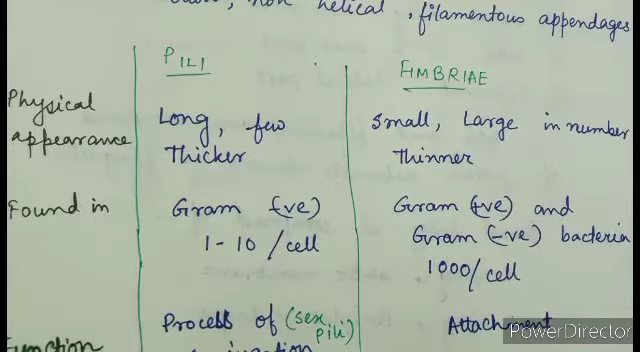 non helical, filamentous appendages
PILI
FIMBRIAE
Physical
appearance
Long, few
Thicker
Small, Large in number
thinner
Found in
Gram (-ve)
1-10 /cell
Gram (+ve) and
Gram (-ve) bacteria
1000/cell
Function
Process of (sex
pili)
Attachment
PowerDirector